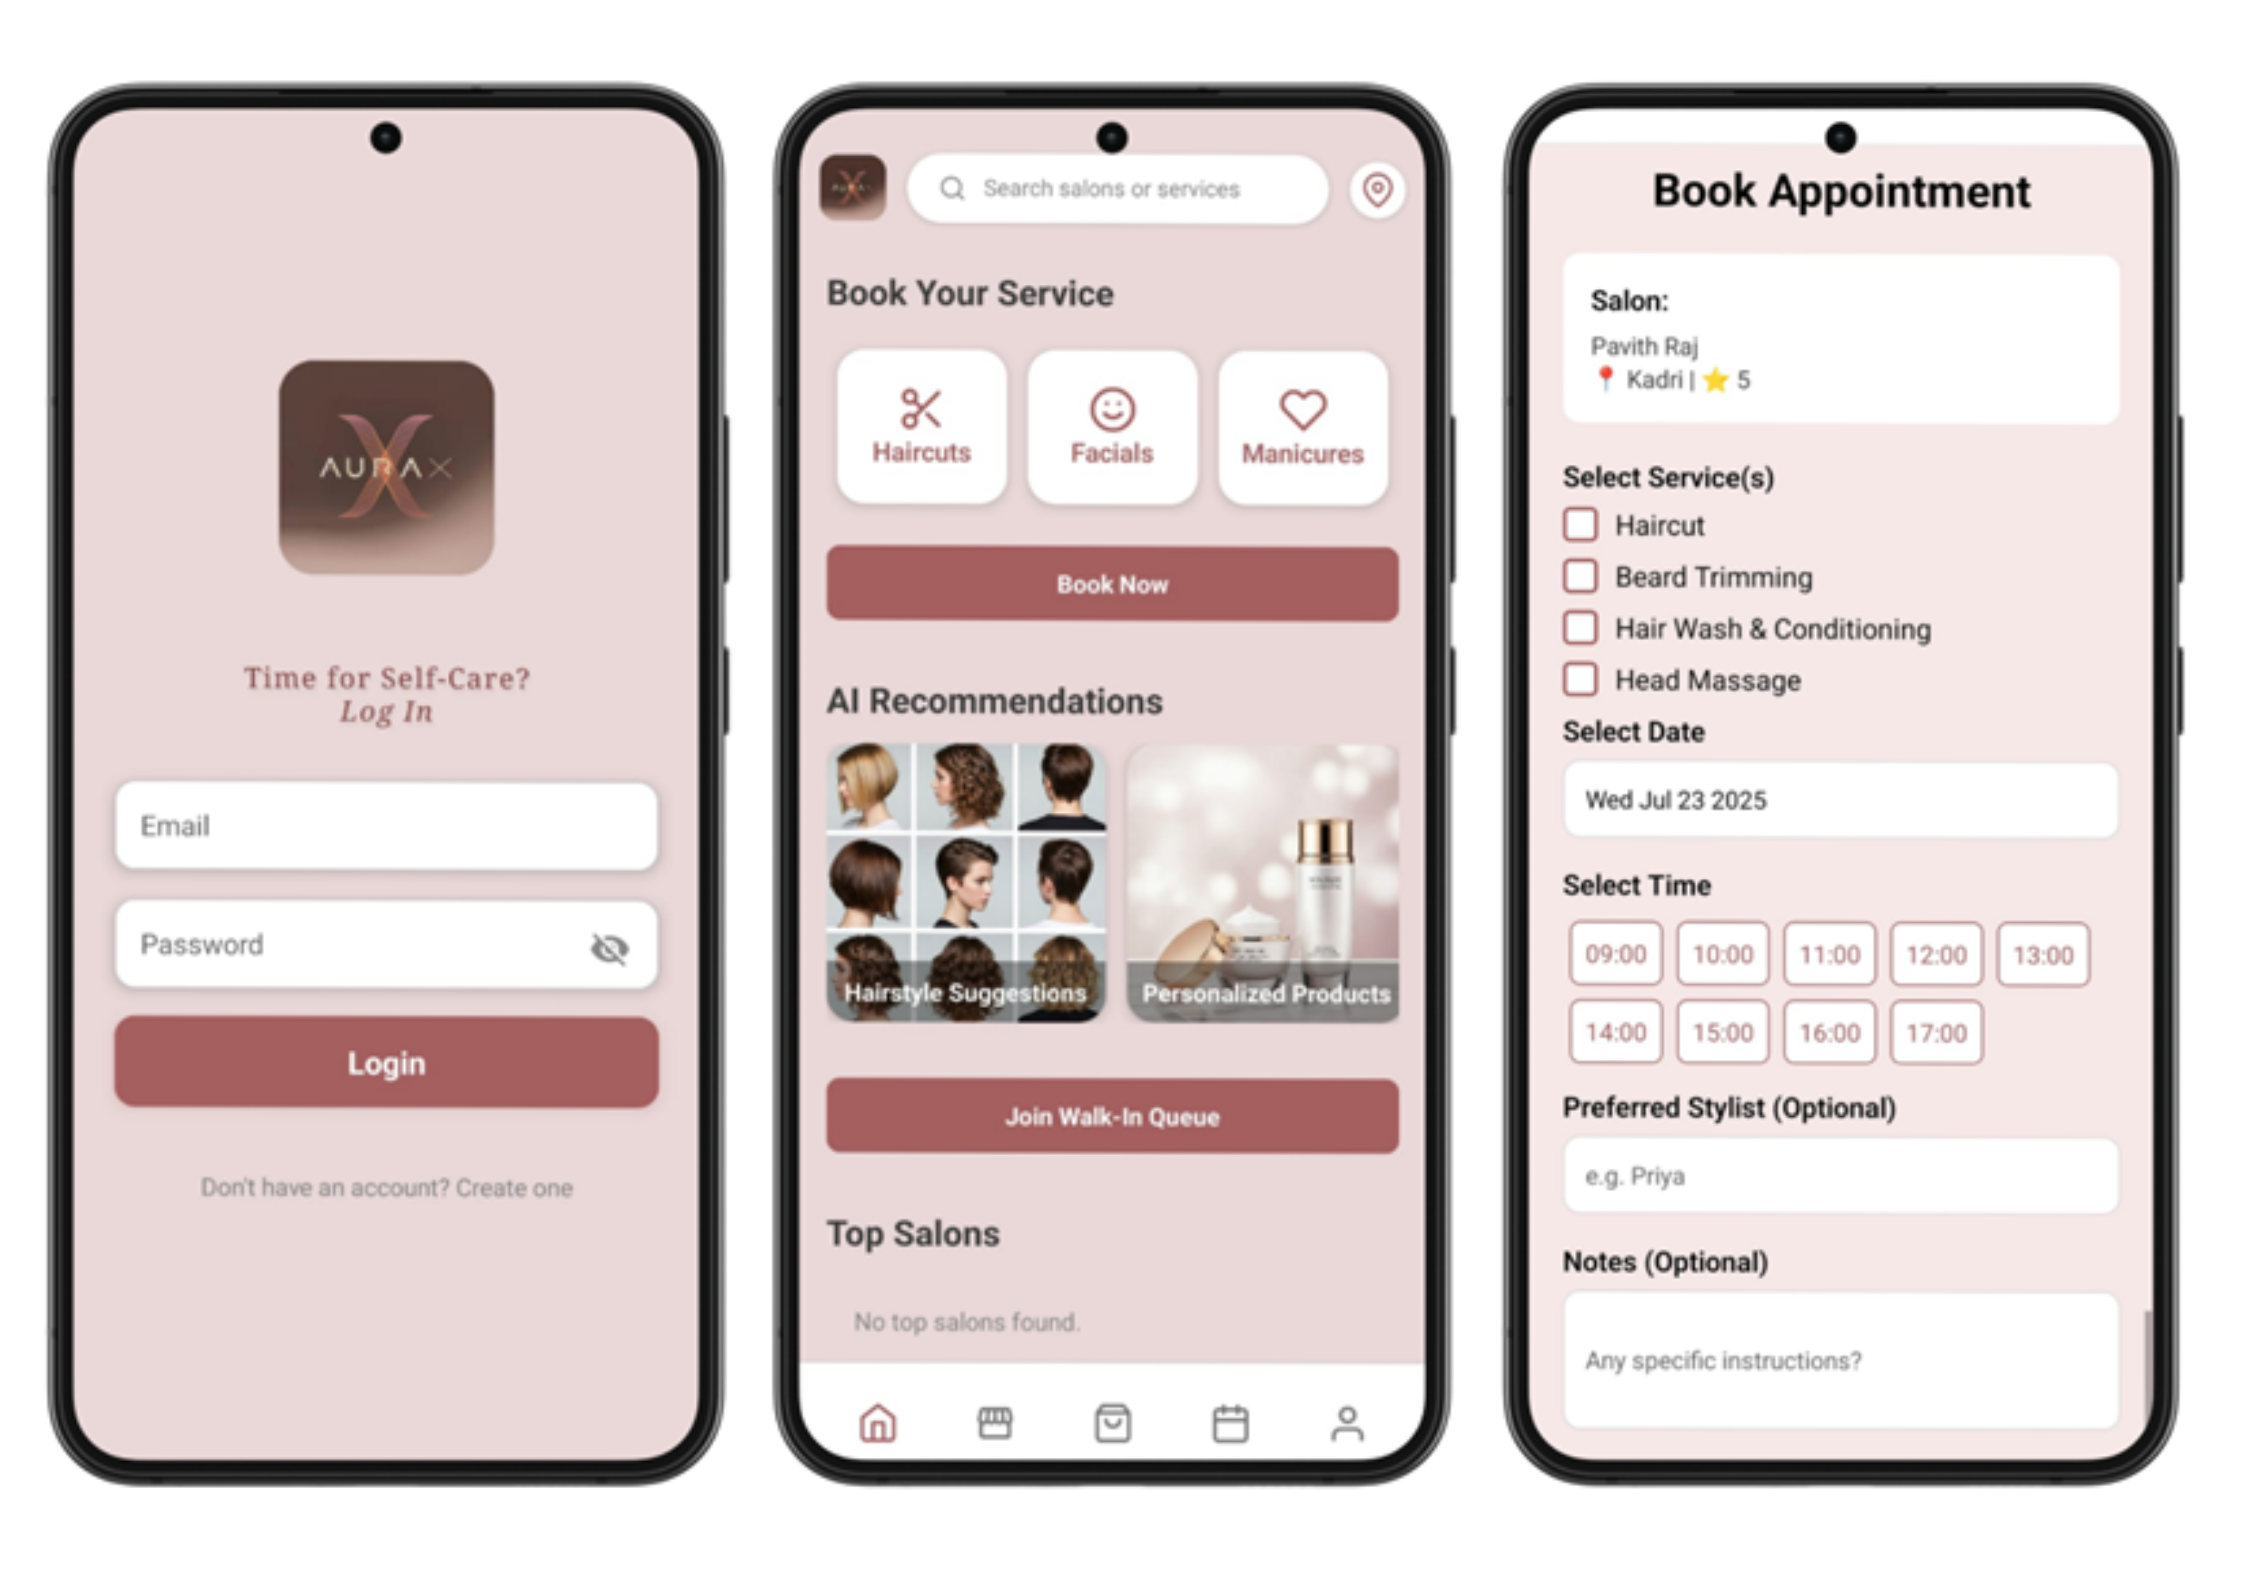 AURA X
Time for Self-Care?
Log In
Email
Password
Login
Don't have an account? Create one
AURA X
Search salons or services
Book Your Service
Haircuts
Facials
Manicures
Book Now
AI Recommendations
Hairstyle Suggestions
Personalized Products
Join Walk-In Queue
Top Salons
No top salons found.
Book Appointment
Salon:
Pavith Raj
📍 Kadri | ⭐ 5
Select Service(s)
Haircut
Beard Trimming
Hair Wash & Conditioning
Head Massage
Select Date
Wed Jul 23 2025
Select Time
09:00 10:00 11:00 12:00 13:00
14:00 15:00 16:00 17:00
Preferred Stylist (Optional)
e.g. Priya
Notes (Optional)
Any specific instructions?